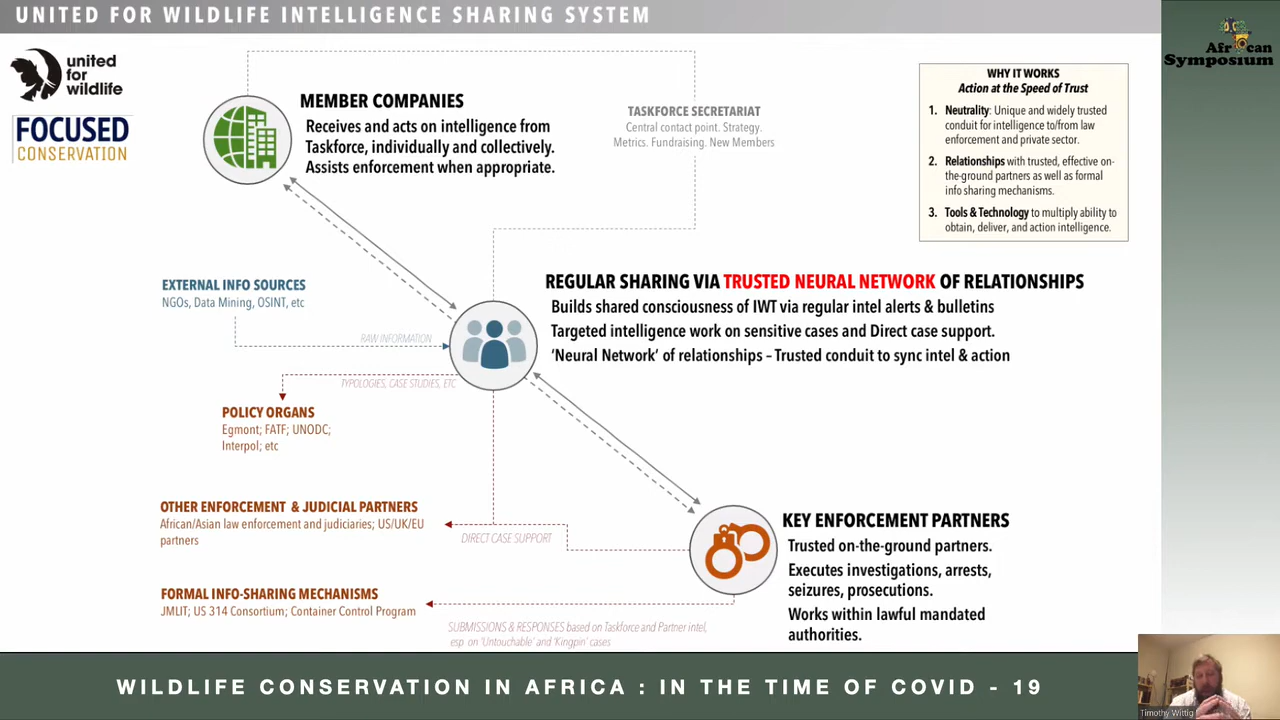 UNITED FOR WILDLIFE INTELLIGENCE SHARING SYSTEM
African
Symposium
united
for
wildlife
FOCUSED
CONSERVATION
MEMBER COMPANIES
Receives and acts on intelligence from
Taskforce, individually and collectively.
Assists enforcement when appropriate.
TASKFORCE SECRETARIAT
Central contact point. Strategy.
Metrics. Fundraising. New Members
WHY IT WORKS
Action at the Speed of Trust
1. Neutrality: Unique and widely trusted
conduit for intelligence to/from law
enforcement and private sector.
2. Relationships with trusted, effective on-
the-ground partners as well as formal
info sharing mechanisms.
3. Tools & Technology to multiply ability to
obtain, deliver, and action intelligence.
EXTERNAL INFO SOURCES
NGOs, Data Mining, OSINT, etc
RAW INFORMATION
REGULAR SHARING VIA TRUSTED NEURAL NETWORK OF RELATIONSHIPS
Builds shared consciousness of IWT via regular intel alerts & bulletins
Targeted intelligence work on sensitive cases and Direct case support.
‘Neural Network’ of relationships – Trusted conduit to sync intel & action
TYPOLOGIES, CASE STUDIES, ETC
POLICY ORGANS
Egmont; FATF; UNODC;
Interpol; etc
OTHER ENFORCEMENT & JUDICIAL PARTNERS
African/Asian law enforcement and judiciaries; US/UK/EU
partners
DIRECT CASE SUPPORT
KEY ENFORCEMENT PARTNERS
Trusted on-the-ground partners.
Executes investigations, arrests,
seizures, prosecutions.
Works within lawful mandated
authorities.
FORMAL INFO-SHARING MECHANISMS
JMLIT; US 314 Consortium; Container Control Program
SUBMISSIONS & RESPONSES based on Taskforce and Partner intel,
esp on ‘Untouchable’ and ‘Kingpin’ cases
WILDLIFE CONSERVATION IN AFRICA : IN THE TIME OF COVID - 19
Timothy Wittig